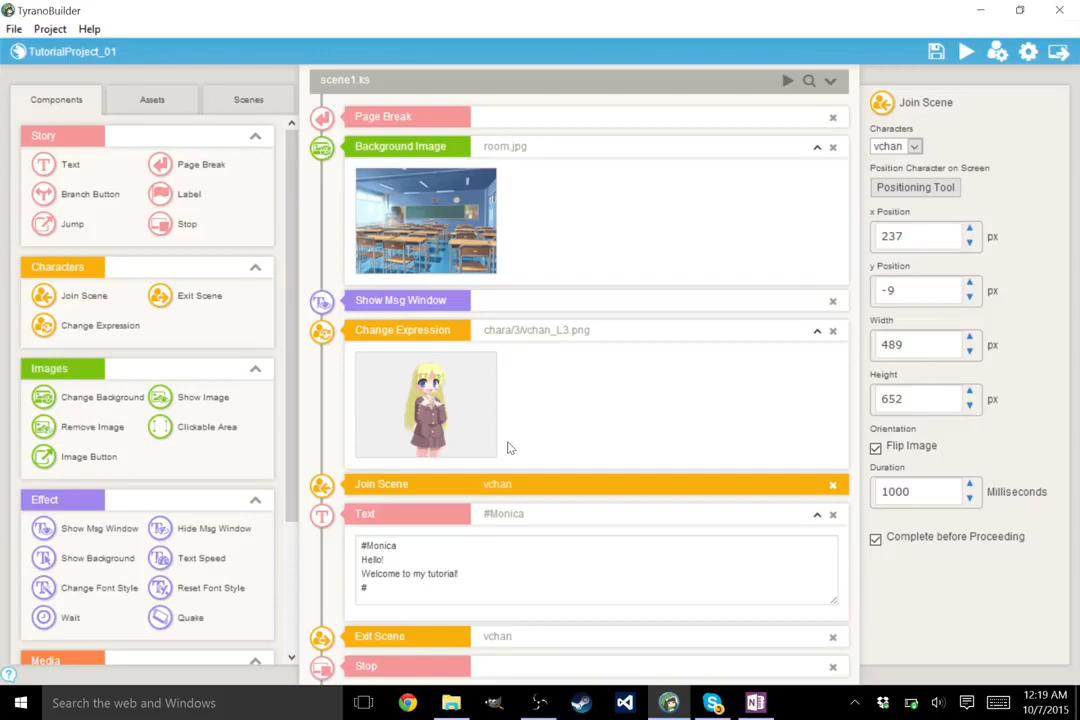 TyranoBuilder
File Project Help
TutorialProject_01
Components Assets Scenes
Story
Text Page Break
Branch Button Label
Jump Stop
Characters
Join Scene Exit Scene
Change Expression
Images
Change Background Show Image
Remove Image Clickable Area
Image Button
Effect
Show Msg Window Hide Msg Window
Show Background Text Speed
Change Font Style Reset Font Style
Wait Quake
Media
scene1.ks
Page Break
Background Image room.jpg
Show Msg Window
Change Expression chara/3/vchan_L3.png
Join Scene vchan
Text #Monica
#Monica
Hello!
Welcome to my tutorial!
#
Exit Scene vchan
Stop
Join Scene
Characters
vchan
Position Character on Screen
Positioning Tool
x Position
237 px
y Position
-9 px
Width
489 px
Height
652 px
Orientation
Flip Image
Duration
1000 Milliseconds
Complete before Proceeding
Search the web and Windows
12:19 AM
10/7/2015